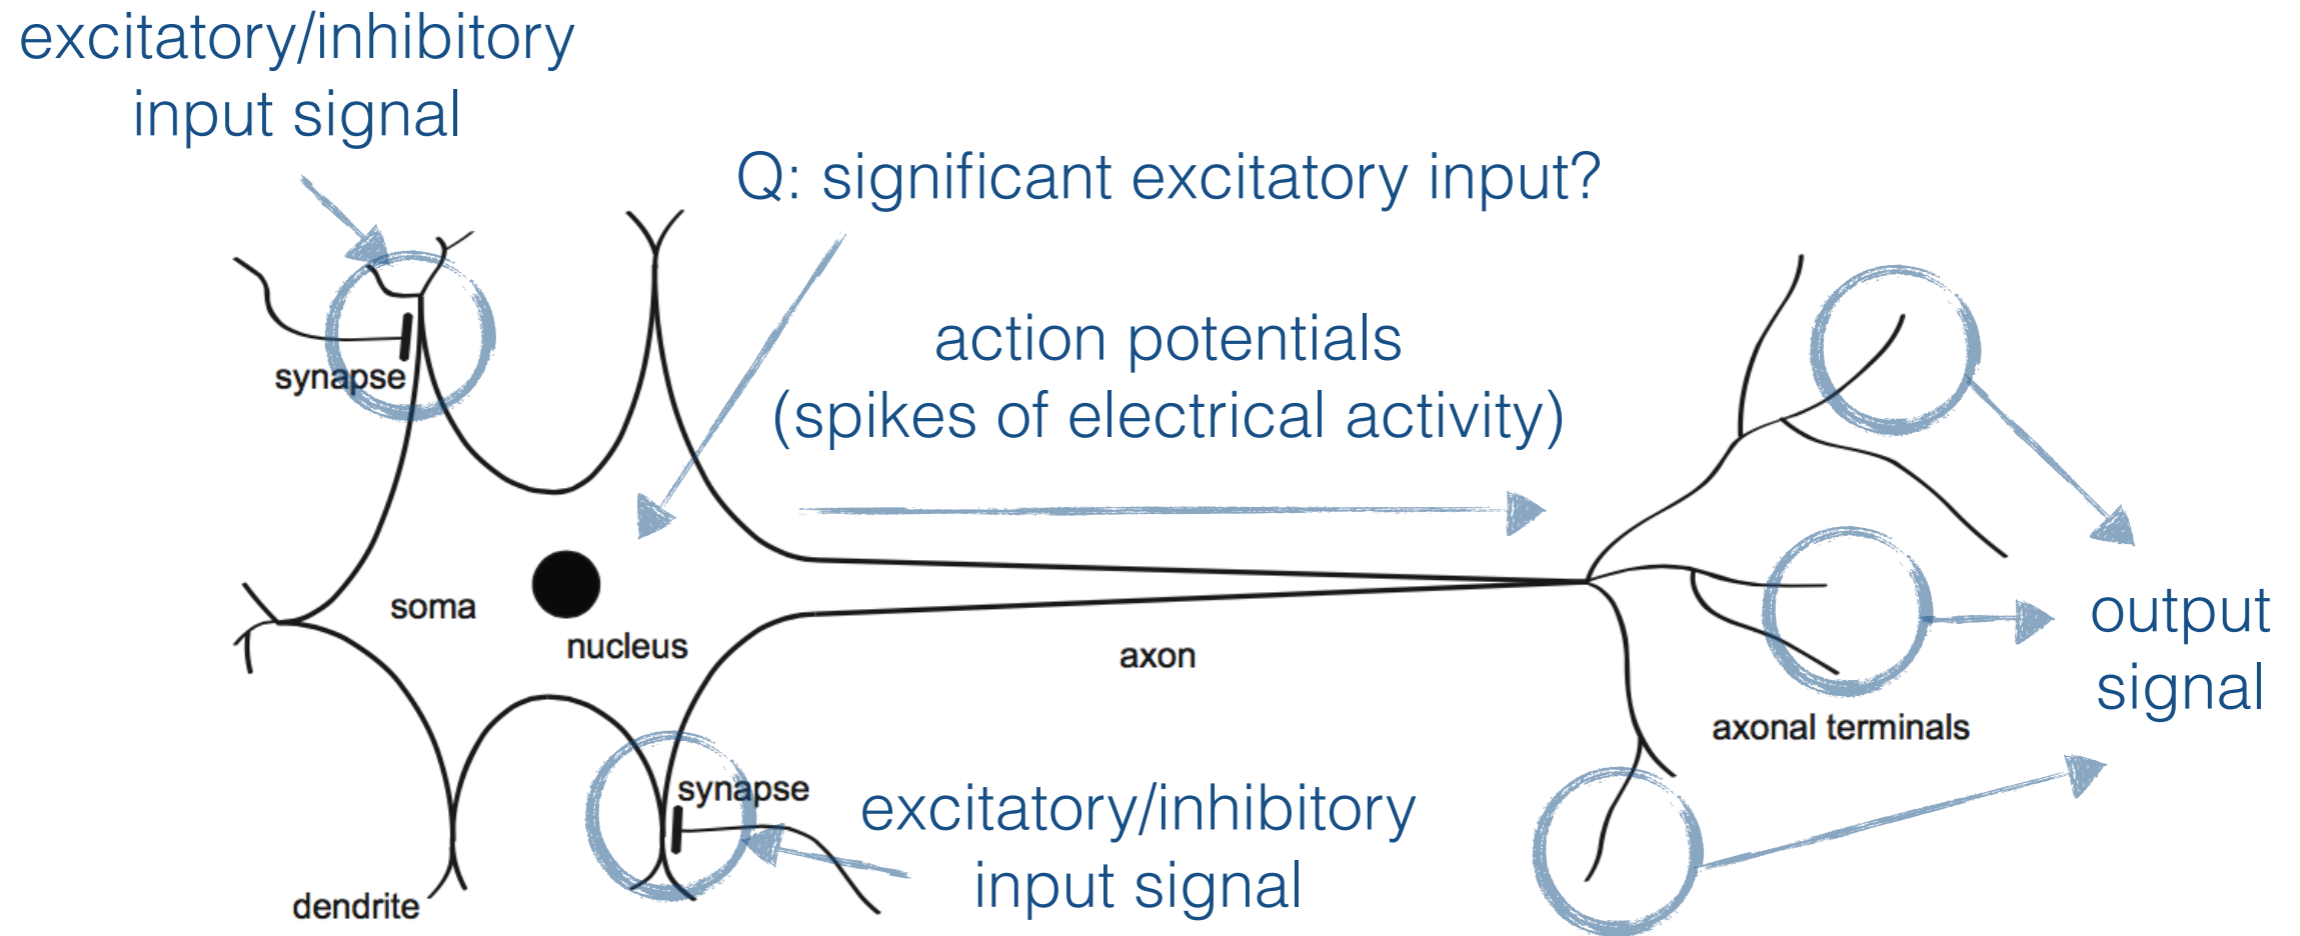 excitatory/inhibitory
input signal
Q: significant excitatory input?
action potentials
(spikes of electrical activity)
synapse
soma
nucleus
axon
output
signal
axonal terminals
synapse
excitatory/inhibitory
input signal
dendrite